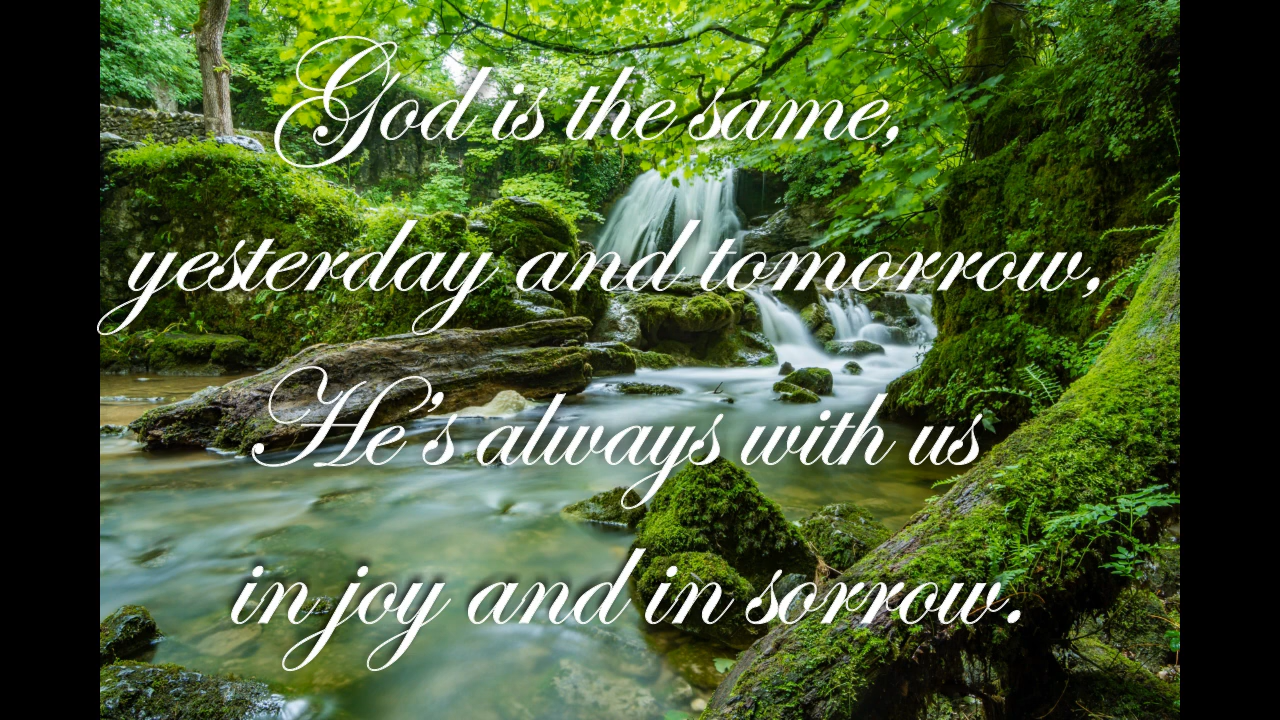 God is the same,
yesterday and tomorrow,
He's always with us
in joy and in sorrow.